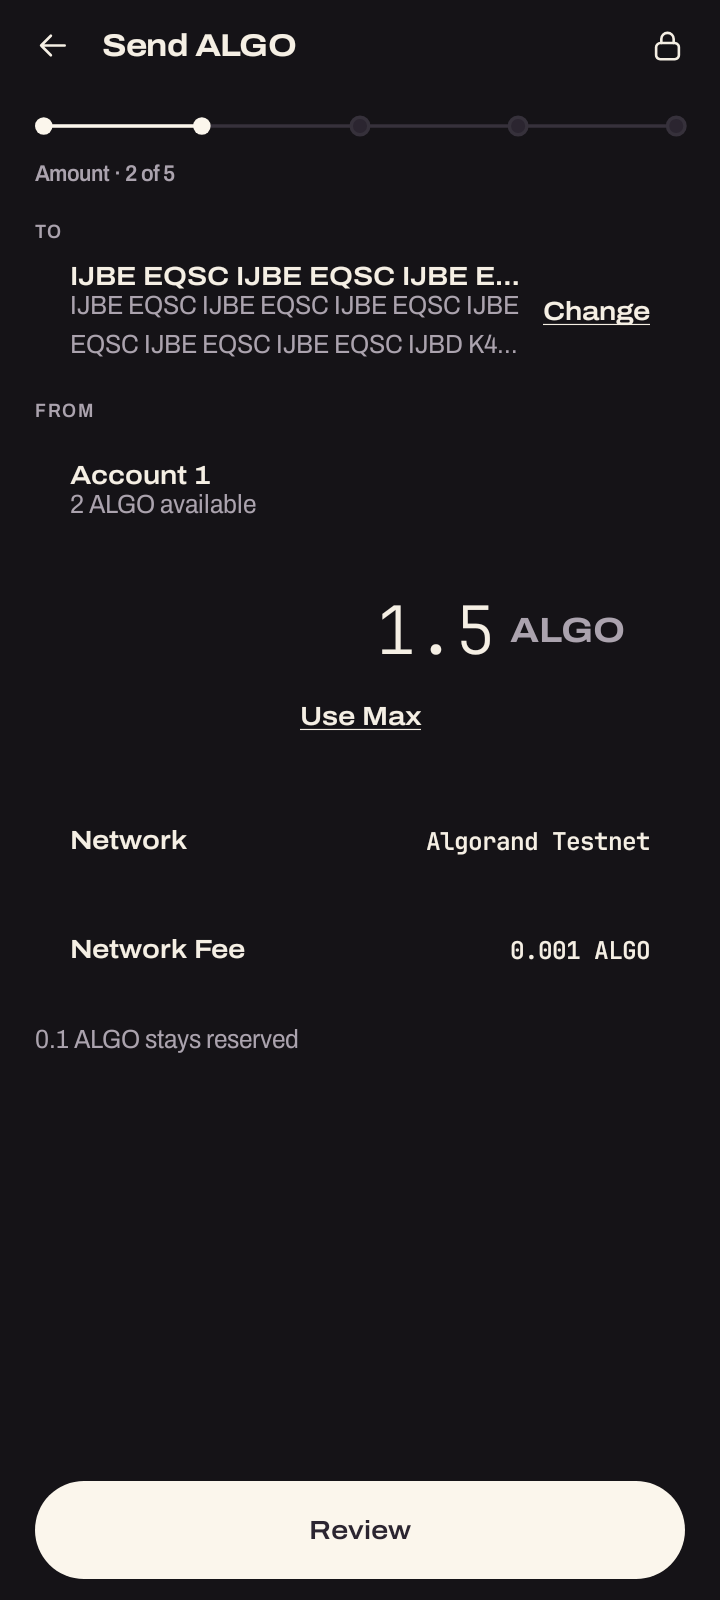 Send ALGO
Amount · 2 of 5
TO
IJBE EQSC IJBE EQSC IJBE E...
IJBE EQSC IJBE EQSC IJBE EQSC IJBE
EQSC IJBE EQSC IJBE EQSC IJBD K4...
Change
FROM
Account 1
2 ALGO available
1.5 ALGO
Use Max
Network Algorand Testnet
Network Fee 0.001 ALGO
0.1 ALGO stays reserved
Review